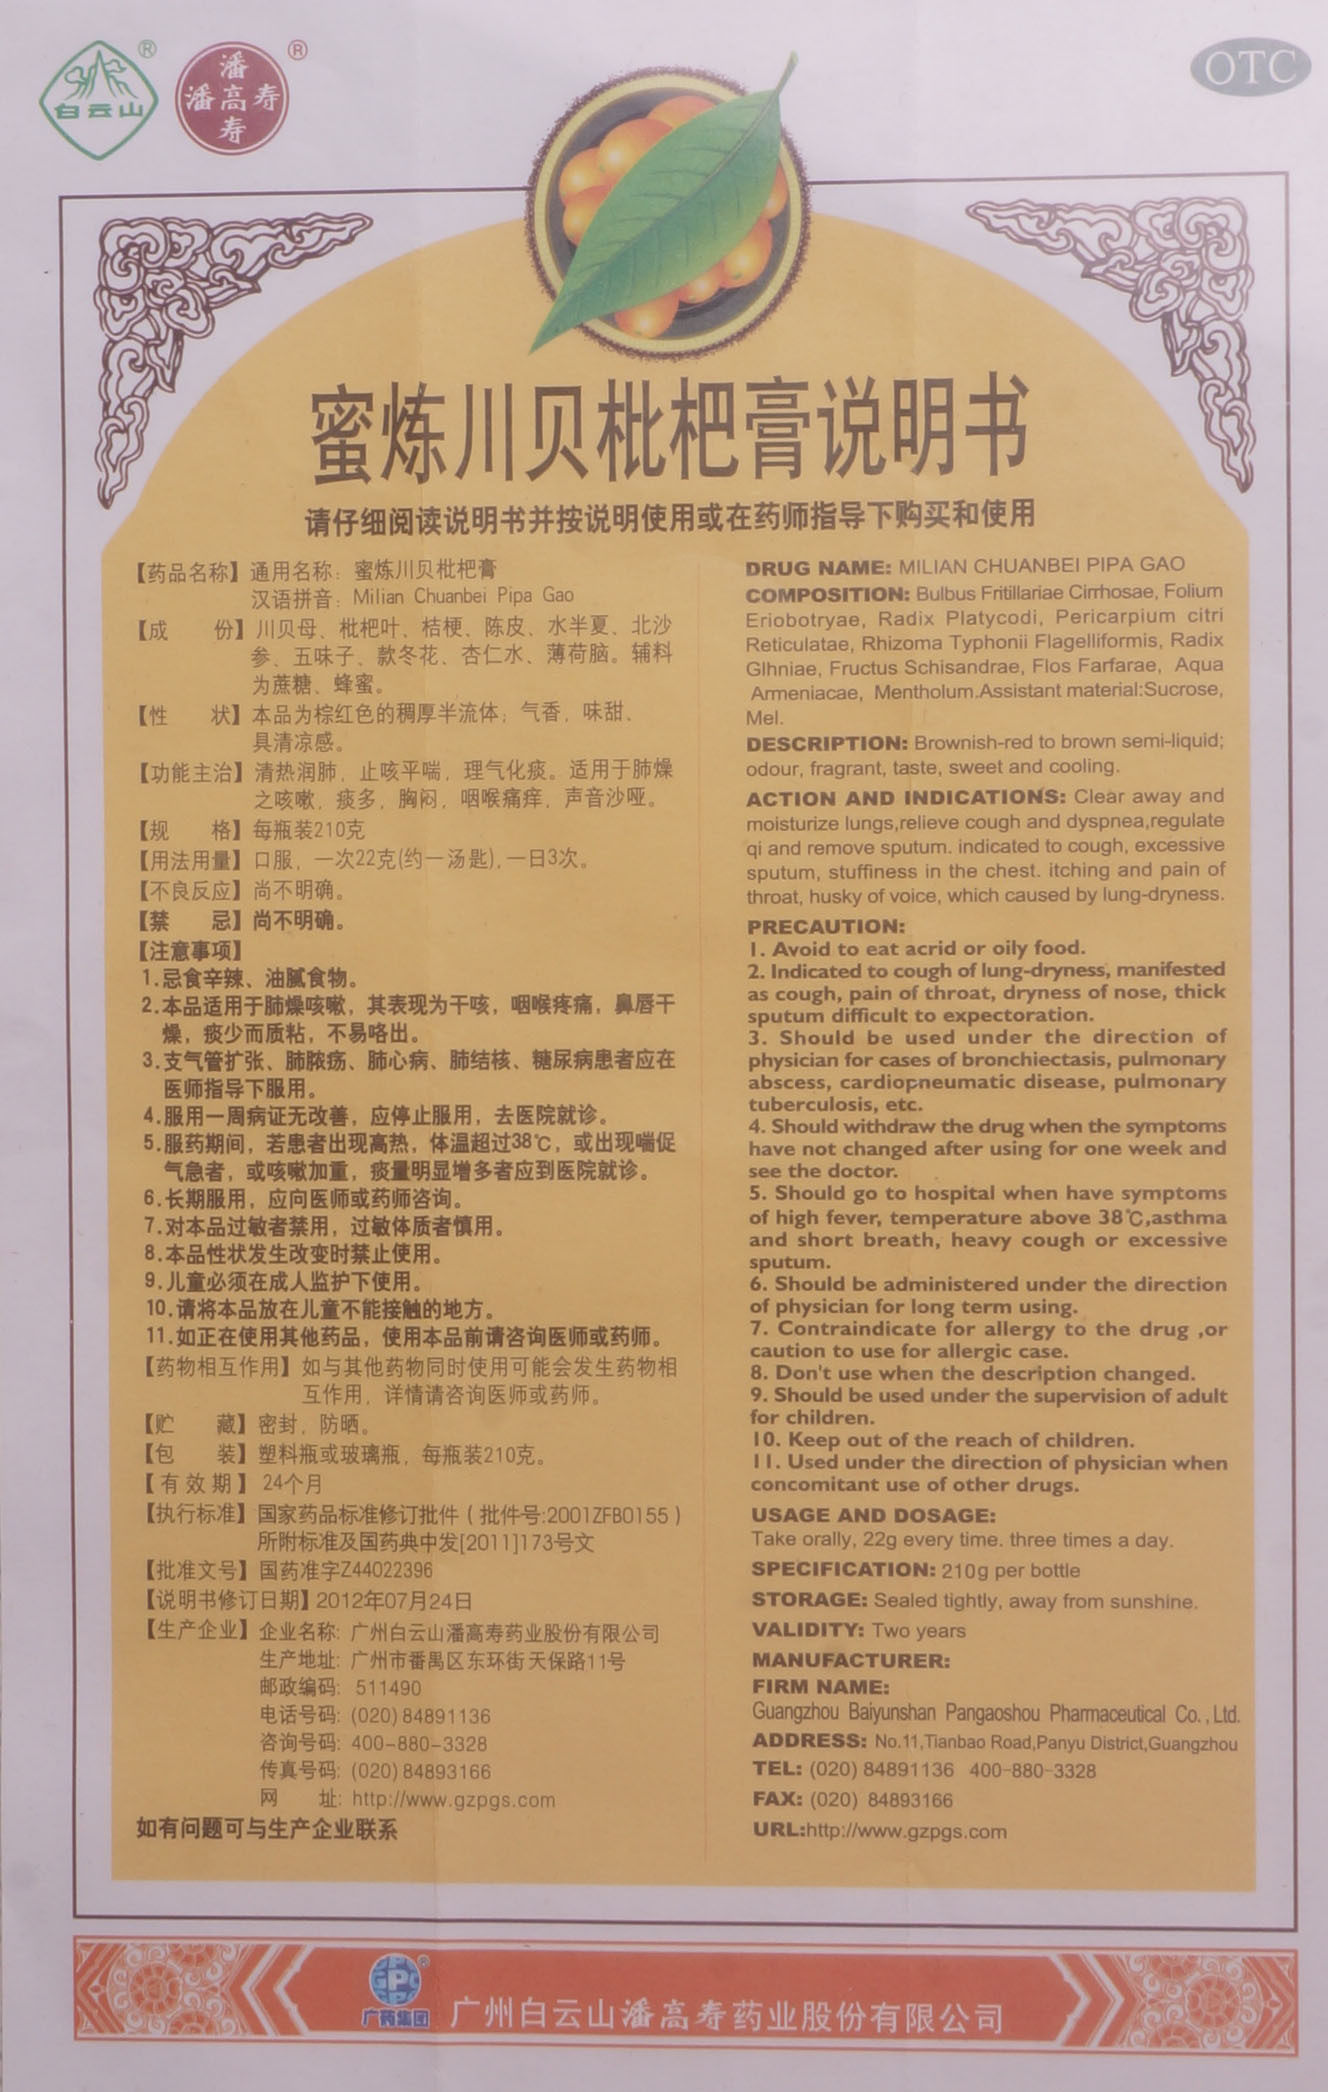 白云山 ®
潘
潘高寿 ®
寿
OTC
蜜炼川贝枇杷膏说明书
请仔细阅读说明书并按说明使用或在药师指导下购买和使用
【药品名称】通用名称：蜜炼川贝枇杷膏
汉语拼音：Milian Chuanbei Pipa Gao
【成 份】川贝母、枇杷叶、桔梗、陈皮、水半夏、北沙
参、五味子、款冬花、杏仁水、薄荷脑。辅料
为蔗糖、蜂蜜。
【性 状】本品为棕红色的稠厚半流体；气香，味甜、
具清凉感。
【功能主治】清热润肺，止咳平喘，理气化痰。适用于肺燥
之咳嗽，痰多，胸闷，咽喉痛痒，声音沙哑。
【规 格】每瓶装210克
【用法用量】口服，一次22克(约一汤匙)，一日3次。
【不良反应】尚不明确。
【禁 忌】尚不明确。
【注意事项】
1.忌食辛辣、油腻食物。
2.本品适用于肺燥咳嗽，其表现为干咳，咽喉疼痛，鼻唇干
燥，痰少而质粘，不易咯出。
3.支气管扩张、肺脓疡、肺心病、肺结核、糖尿病患者应在
医师指导下服用。
4.服用一周病证无改善，应停止服用，去医院就诊。
5.服药期间，若患者出现高热，体温超过38℃，或出现喘促
气急者，或咳嗽加重，痰量明显增多者应到医院就诊。
6.长期服用，应向医师或药师咨询。
7.对本品过敏者禁用，过敏体质者慎用。
8.本品性状发生改变时禁止使用。
9.儿童必须在成人监护下使用。
10.请将本品放在儿童不能接触的地方。
11.如正在使用其他药品，使用本品前请咨询医师或药师。
【药物相互作用】如与其他药物同时使用可能会发生药物相
互作用，详情请咨询医师或药师。
【贮 藏】密封，防晒。
【包 装】塑料瓶或玻璃瓶，每瓶装210克。
【有效期】24个月
【执行标准】国家药品标准修订批件（批件号:2001ZFB0155）
所附标准及国药典中发[2011]173号文
【批准文号】国药准字Z44022396
【说明书修订日期】2012年07月24日
【生产企业】企业名称: 广州白云山潘高寿药业股份有限公司
生产地址: 广州市番禺区东环街天保路11号
邮政编码: 511490
电话号码: (020) 84891136
咨询号码: 400-880-3328
传真号码: (020) 84893166
网 址: http://www.gzpgs.com
如有问题可与生产企业联系
DRUG NAME: MILIAN CHUANBEI PIPA GAO
COMPOSITION: Bulbus Fritillariae Cirrhosae, Folium
Eriobotryae, Radix Platycodi, Pericarpium citri
Reticulatae, Rhizoma Typhonii Flagelliformis, Radix
Glhniae, Fructus Schisandrae, Flos Farfarae, Aqua
Armeniacae, Mentholum.Assistant material:Sucrose,
Mel.
DESCRIPTION: Brownish-red to brown semi-liquid;
odour, fragrant, taste, sweet and cooling.
ACTION AND INDICATIONS: Clear away and
moisturize lungs,relieve cough and dyspnea,regulate
qi and remove sputum. indicated to cough, excessive
sputum, stuffiness in the chest. itching and pain of
throat, husky of voice, which caused by lung-dryness.
PRECAUTION:
1. Avoid to eat acrid or oily food.
2. Indicated to cough of lung-dryness, manifested
as cough, pain of throat, dryness of nose, thick
sputum difficult to expectoration.
3. Should be used under the direction of
physician for cases of bronchiectasis, pulmonary
abscess, cardiopneumatic disease, pulmonary
tuberculosis, etc.
4. Should withdraw the drug when the symptoms
have not changed after using for one week and
see the doctor.
5. Should go to hospital when have symptoms
of high fever, temperature above 38℃,asthma
and short breath, heavy cough or excessive
sputum.
6. Should be administered under the direction
of physician for long term using.
7. Contraindicate for allergy to the drug ,or
caution to use for allergic case.
8. Don't use when the description changed.
9. Should be used under the supervision of adult
for children.
10. Keep out of the reach of children.
11. Used under the direction of physician when
concomitant use of other drugs.
USAGE AND DOSAGE:
Take orally, 22g every time. three times a day.
SPECIFICATION: 210g per bottle
STORAGE: Sealed tightly, away from sunshine.
VALIDITY: Two years
MANUFACTURER:
FIRM NAME:
Guangzhou Baiyunshan Pangaoshou Pharmaceutical Co.,Ltd.
ADDRESS: No.11,Tianbao Road,Panyu District,Guangzhou
TEL: (020) 84891136 400-880-3328
FAX: (020) 84893166
URL:http://www.gzpgs.com
GPC ®
广药集团 广州白云山潘高寿药业股份有限公司